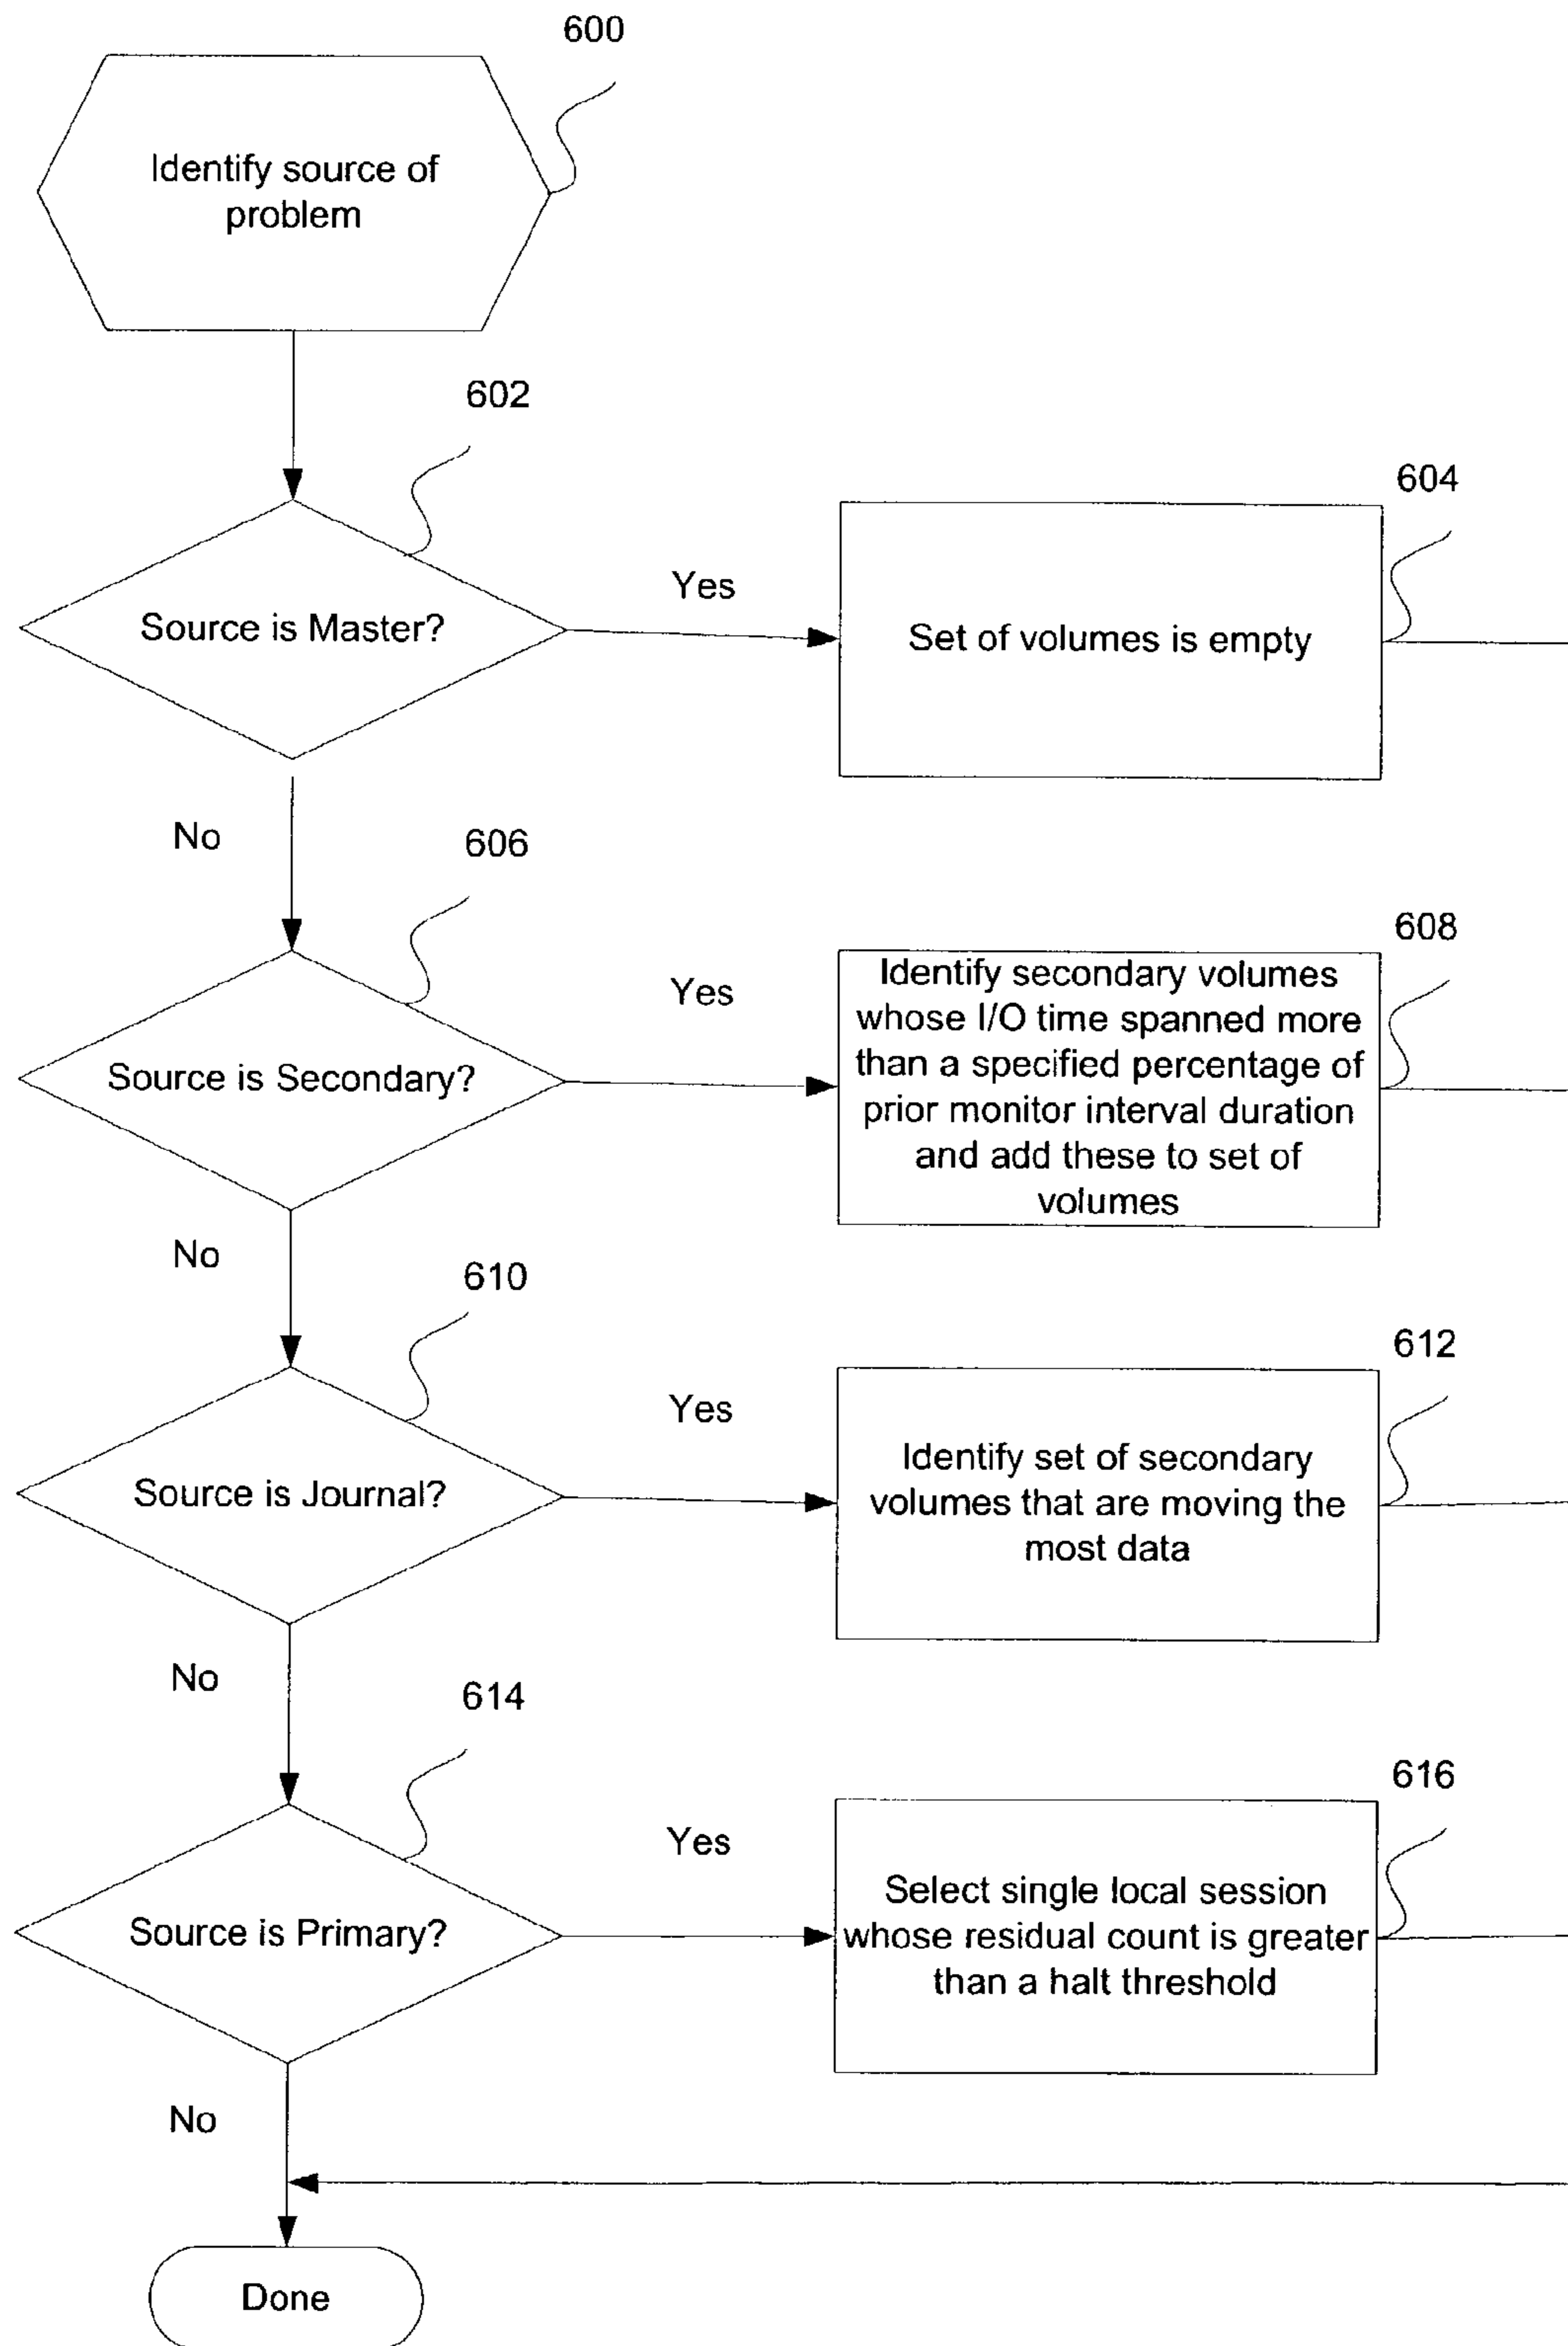 600
Identify source of
problem
602
Source is Master?
Yes
604
Set of volumes is empty
No
606
Source is Secondary?
Yes
608
Identify secondary volumes
whose I/O time spanned more
than a specified percentage of
prior monitor interval duration
and add these to set of
volumes
No
610
Source is Journal?
Yes
612
Identify set of secondary
volumes that are moving the
most data
No
614
Source is Primary?
Yes
616
Select single local session
whose residual count is greater
than a halt threshold
No
Done